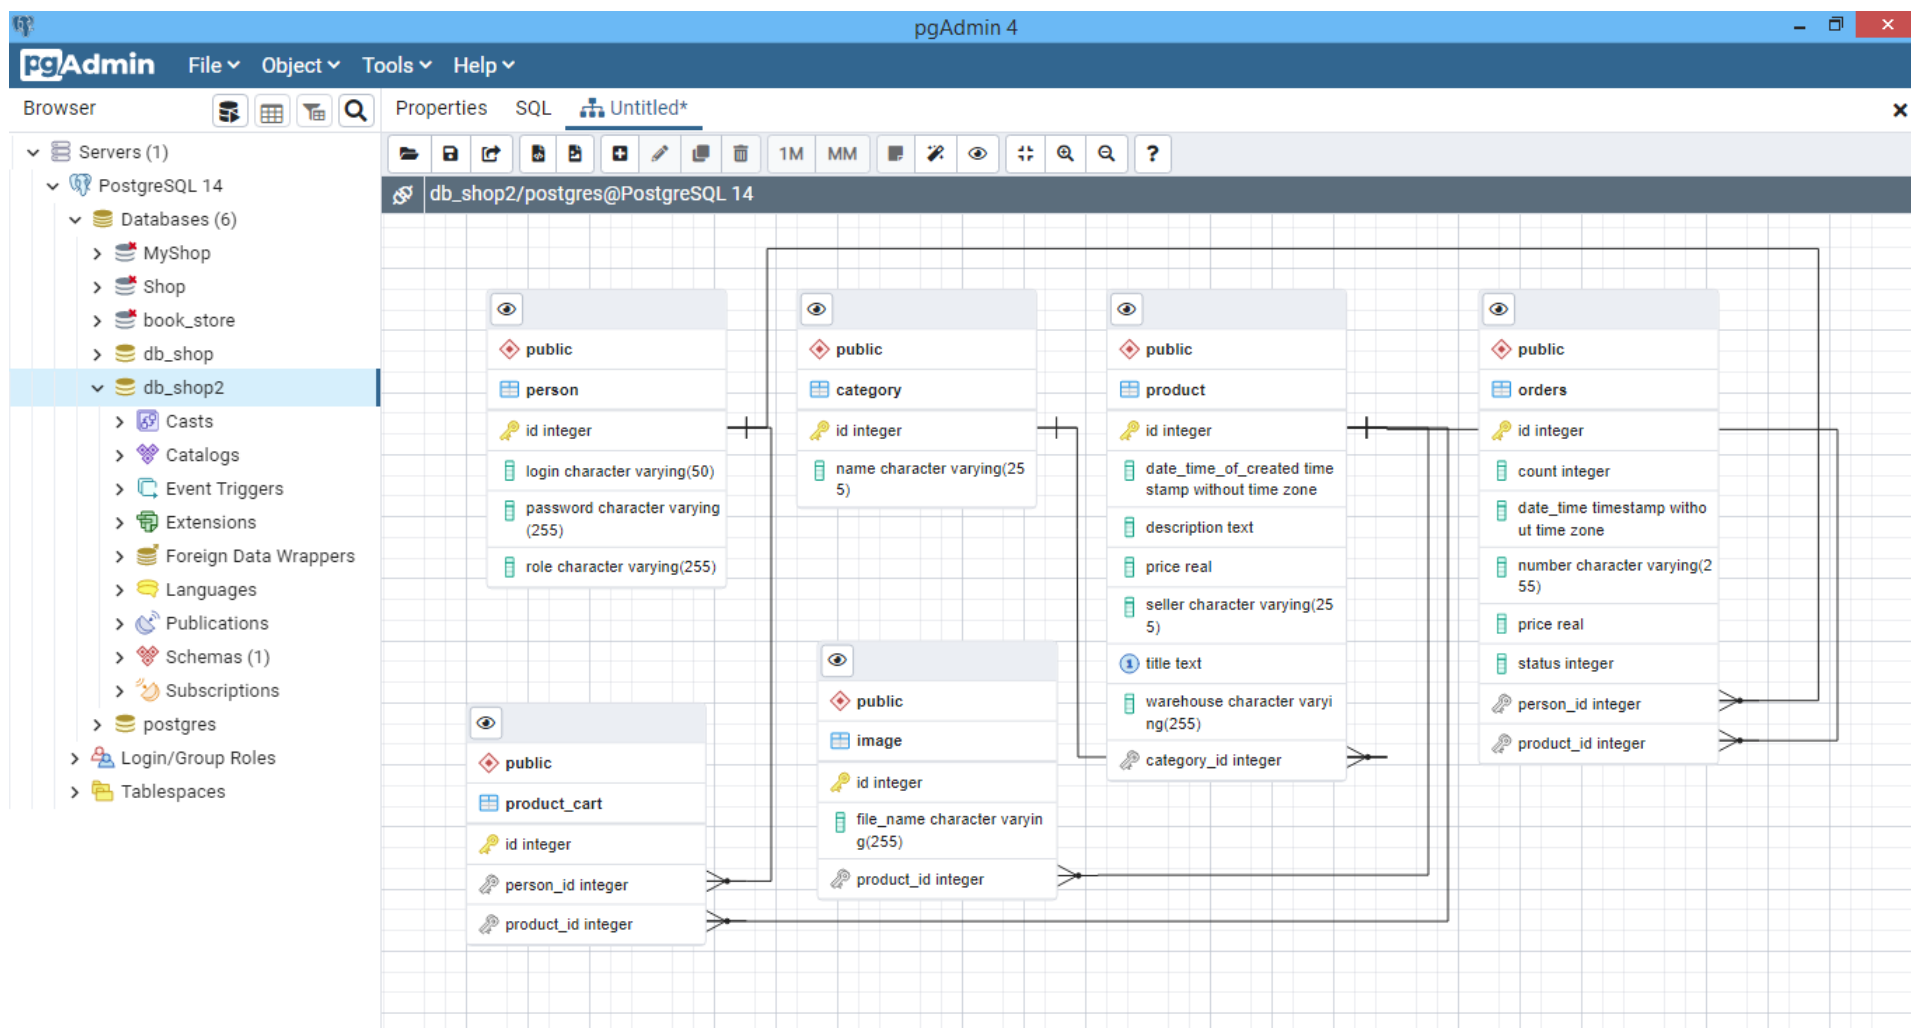 pgAdmin 4
pgAdmin File Object Tools Help
Browser
Properties SQL Untitled*
1M MM ?
db_shop2/postgres@PostgreSQL 14
Servers (1)
PostgreSQL 14
Databases (6)
MyShop
Shop
book_store
db_shop
db_shop2
Casts
Catalogs
Event Triggers
Extensions
Foreign Data Wrappers
Languages
Publications
Schemas (1)
Subscriptions
postgres
Login/Group Roles
Tablespaces
public
person
id integer
login character varying(50)
password character varying
(255)
role character varying(255)
public
category
id integer
name character varying(25
5)
public
product
id integer
date_time_of_created time
stamp without time zone
description text
price real
seller character varying(25
5)
1 title text
warehouse character varyi
ng(255)
category_id integer
public
orders
id integer
count integer
date_time timestamp witho
ut time zone
number character varying(2
55)
price real
status integer
person_id integer
product_id integer
public
product_cart
id integer
person_id integer
product_id integer
public
image
id integer
file_name character varyin
g(255)
product_id integer